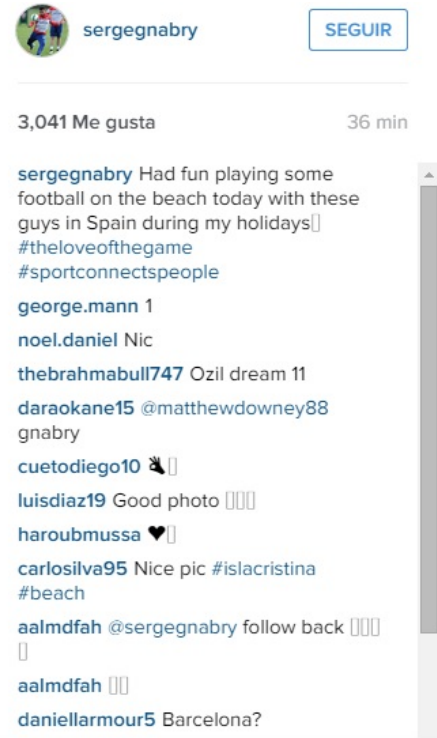 sergegnabry
SEGUIR
3,041 Me gusta
36 min
sergegnabry Had fun playing some
football on the beach today with these
guys in Spain during my holidays
#theloveofthegame
#sportconnectspeople
george.mann 1
noel.daniel Nic
thebrahmabull747 Ozil dream 11
daraokane15 @matthewdowney88
gnabry
cuetodiego10
luisdiaz19 Good photo
haroubmussa ♥
carlosilva95 Nice pic #islacristina
#beach
aalmdfah @sergegnabry follow back
aalmdfah
daniellarmour5 Barcelona?